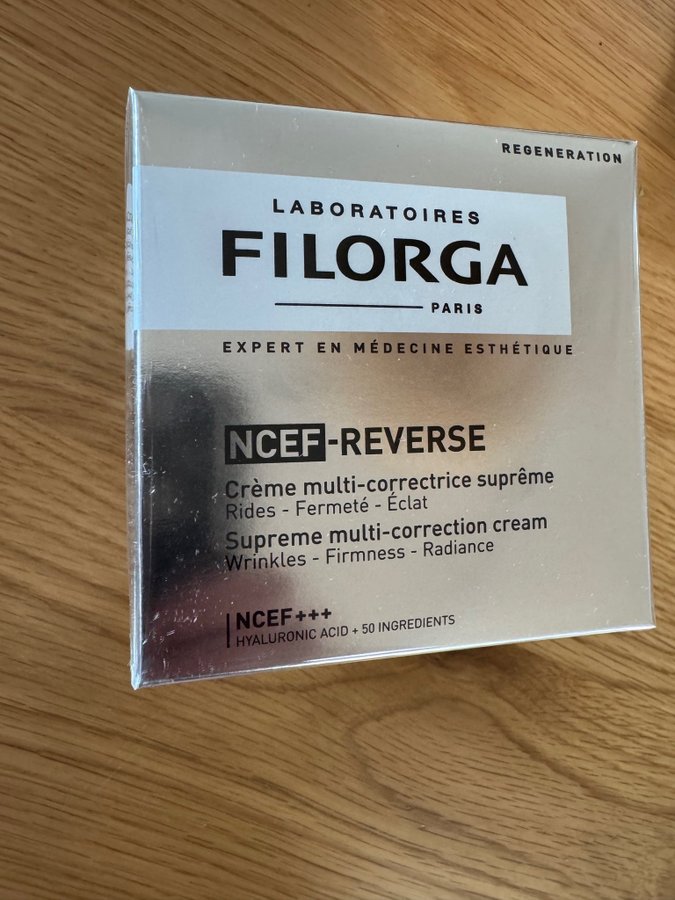 REGENERATION
LABORATOIRES
FILORGA
PARIS
EXPERT EN MÉDECINE ESTHÉTIQUE
NCEF-REVERSE
Crème multi-correctrice suprême
Rides - Fermeté - Éclat
Supreme multi-correction cream
Wrinkles - Firmness - Radiance
NCEF+++
HYALURONIC ACID + 50 INGREDIENTS